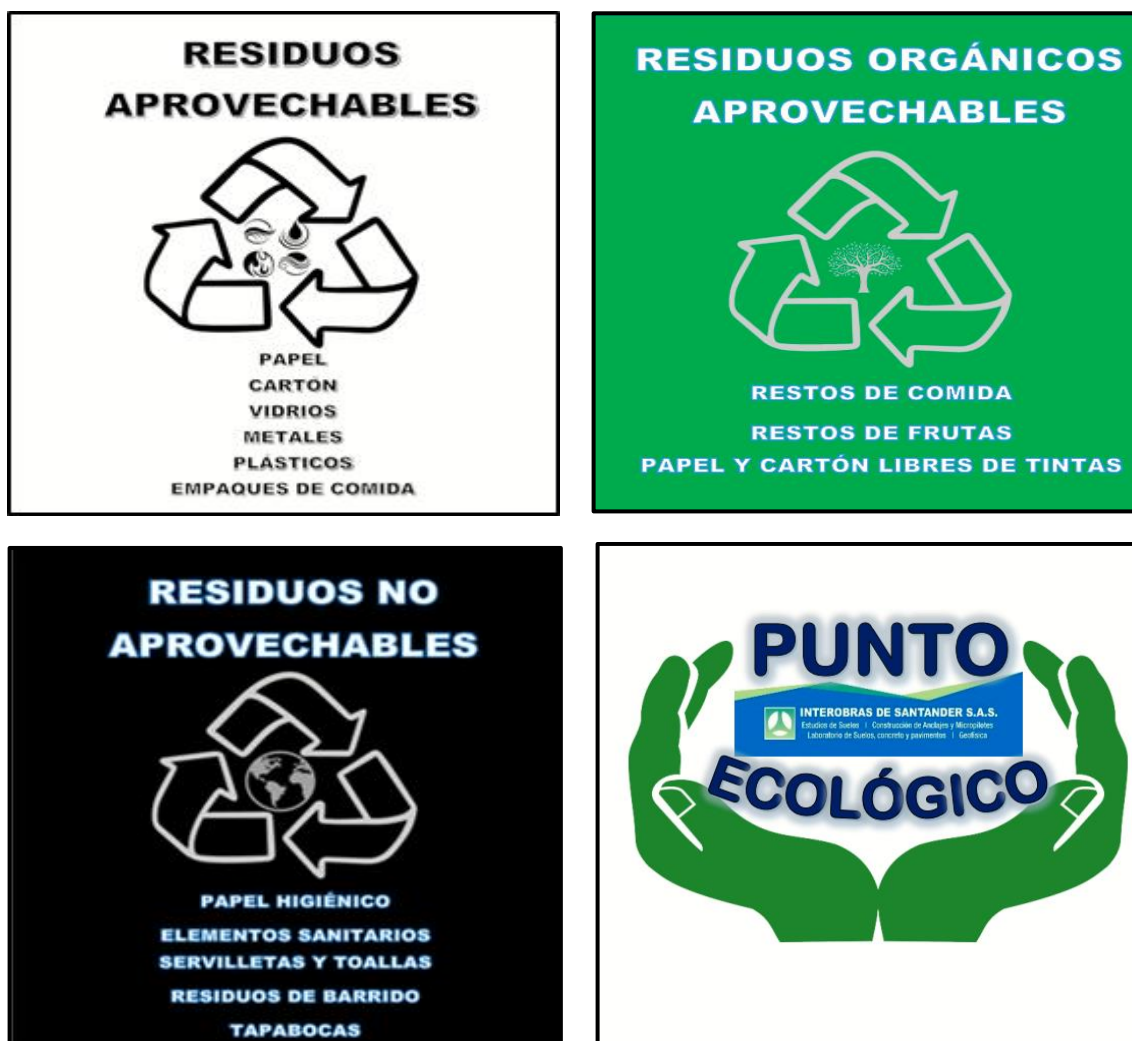 RESIDUOS
APROVECHABLES
PAPEL
CARTÓN
VIDRIOS
METALES
PLÁSTICOS
EMPAQUES DE COMIDA
RESIDUOS ORGÁNICOS
APROVECHABLES
RESTOS DE COMIDA
RESTOS DE FRUTAS
PAPEL Y CARTÓN LIBRES DE TINTAS
RESIDUOS NO
APROVECHABLES
PAPEL HIGIÉNICO
ELEMENTOS SANITARIOS
SERVILLETAS Y TOALLAS
RESIDUOS DE BARRIDO
TAPABOCAS
PUNTO
INTEROBRAS DE SANTANDER S.A.S.
Estudios de Suelos | Construcción de Anclajes y Micropilotes
Laboratorio de Suelos, concreto y pavimentos | Geofísica
ECOLÓGICO